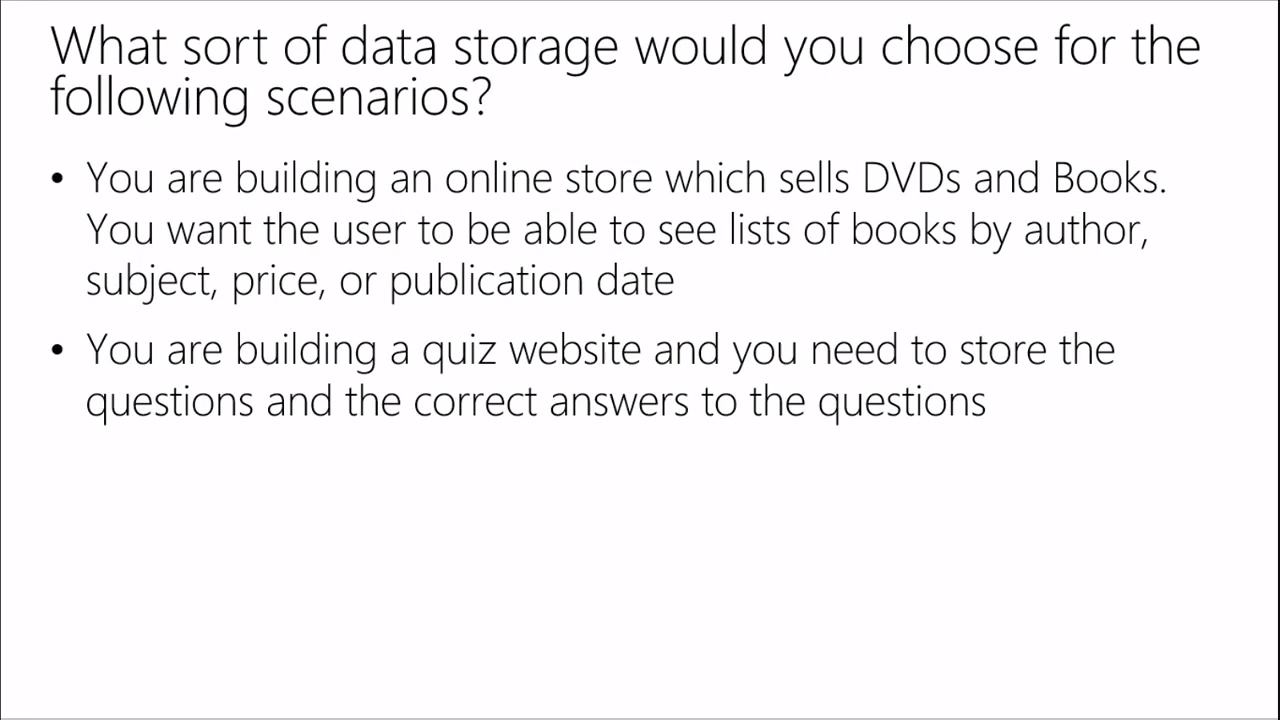 What sort of data storage would you choose for the
following scenarios?
• You are building an online store which sells DVDs and Books.
You want the user to be able to see lists of books by author,
subject, price, or publication date
• You are building a quiz website and you need to store the
questions and the correct answers to the questions